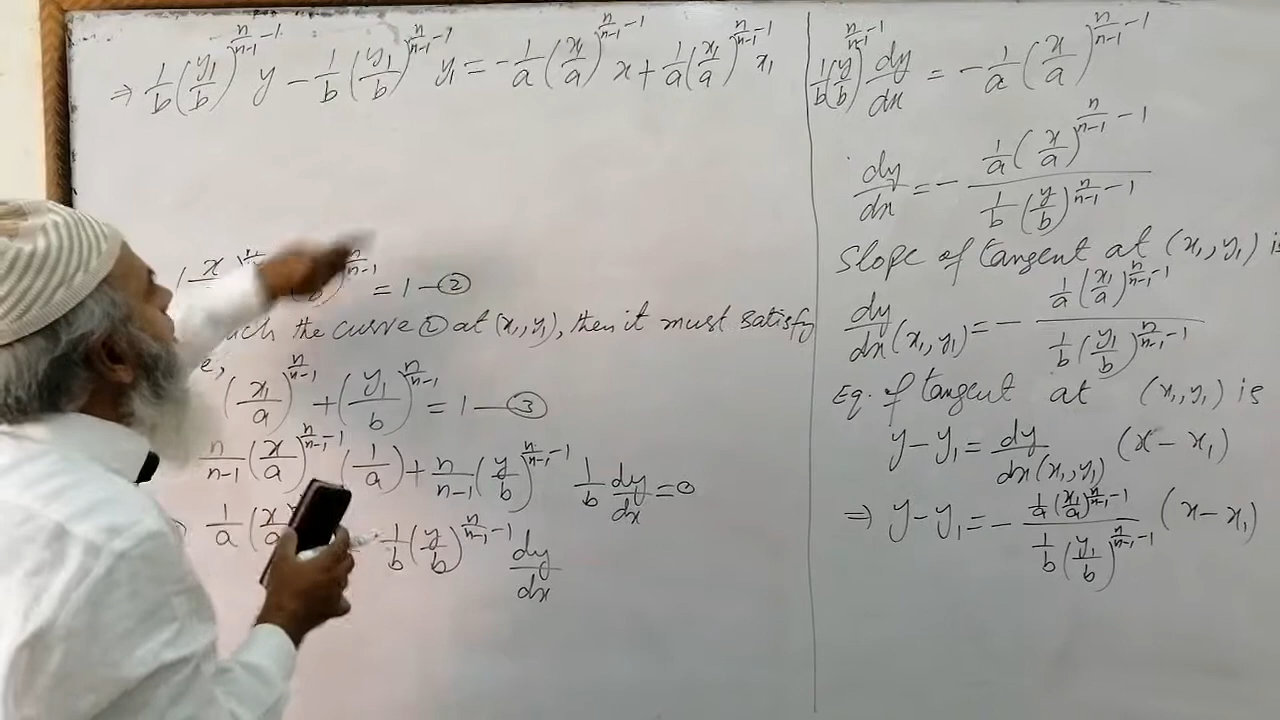 ⇒ 1/b (y₁/b)^(n/(n-1) -1) y - 1/b (y₁/b)^(n/(n-1) -1) y₁ = -1/a (x₁/a)^(n/(n-1) -1) x + 1/a (x₁/a)^(n/(n-1) -1) x₁
n/(n-1) = 1 — ②
the curve ① at (x₁, y₁), then it must satisfy
(x₁/a)^(n/(n-1)) + (y₁/b)^(n/(n-1)) = 1 — ③
n/(n-1) (x/a)^(n/(n-1) -1) (1/a) + n/(n-1) (y/b)^(n/(n-1) -1) 1/b dy/dx = 0
1/a (x/a 1/b (y/b)^(n/(n-1) -1) dy/dx
1/b (y/b)^(n/(n-1) -1) dy/dx = -1/a (x/a)^(n/(n-1) -1)
dy/dx = - 1/a (x/a)^(n/(n-1) -1) / 1/b (y/b)^(n/(n-1) -1)
Slope of tangent at (x₁, y₁) is
dy/dx (x₁, y₁) = - 1/a (x₁/a)^(n/(n-1) -1) / 1/b (y₁/b)^(n/(n-1) -1)
Eq. of tangent at (x₁, y₁) is
y - y₁ = dy/dx (x₁, y₁) (x - x₁)
⇒ y - y₁ = - 1/a (x₁/a)^(n/(n-1) -1) / 1/b (y₁/b)^(n/(n-1) -1) (x - x₁)